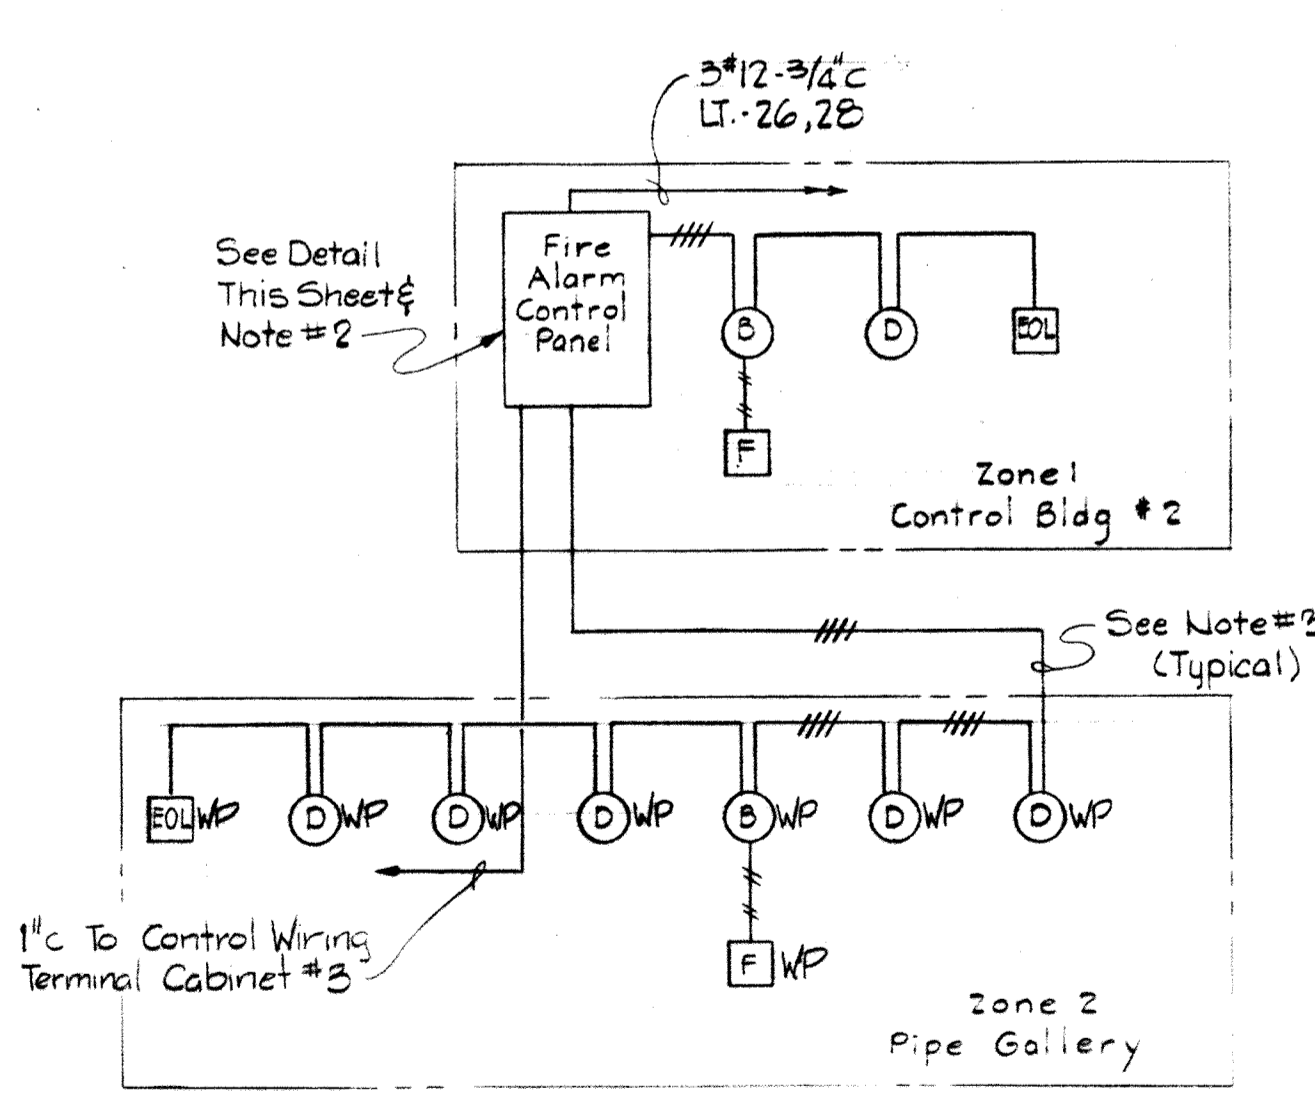 3#12-3/4"c
LT.-26,28
See Detail
This Sheet &
Note #2
Fire
Alarm
Control
Panel
B
D
EOL
F
Zone 1
Control Bldg #2
See Note #3
(Typical)
EOL WP
D WP
D WP
D WP
B WP
D WP
D WP
F WP
1"c To Control Wiring
Terminal Cabinet #3
Zone 2
Pipe Gallery